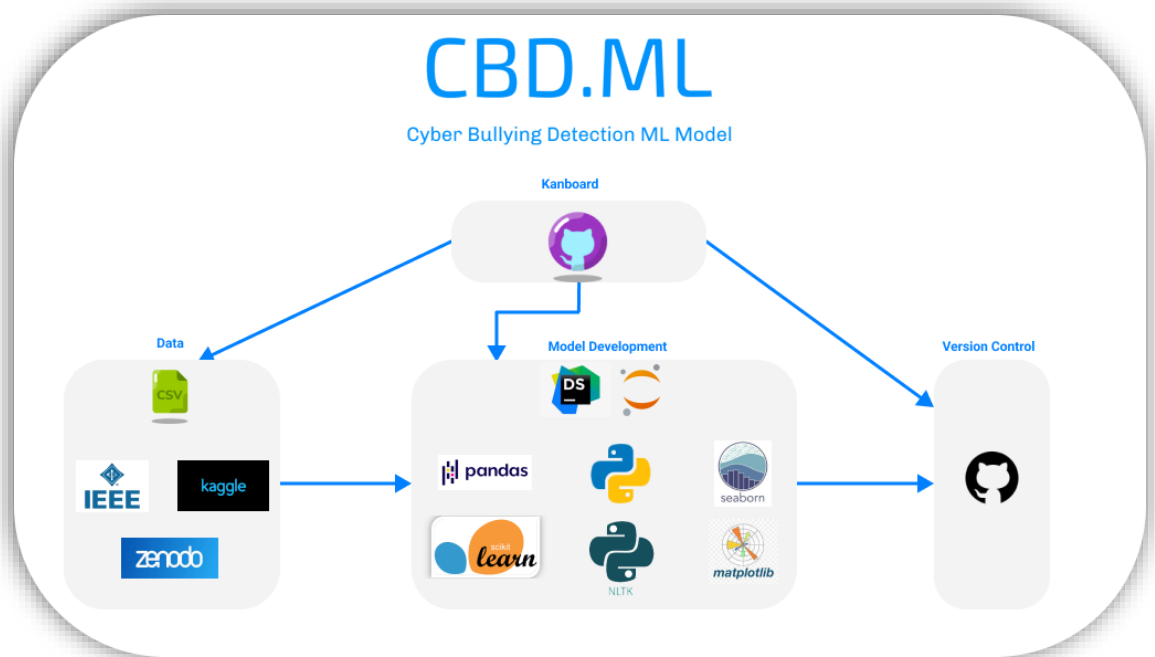 CBD.ML
Cyber Bullying Detection ML Model
Kanboard
Data
Model Development
Version Control
CSV
DS
IEEE
kaggle
pandas
seaborn
zenodo
scikit
learn
NLTK
matplotlib